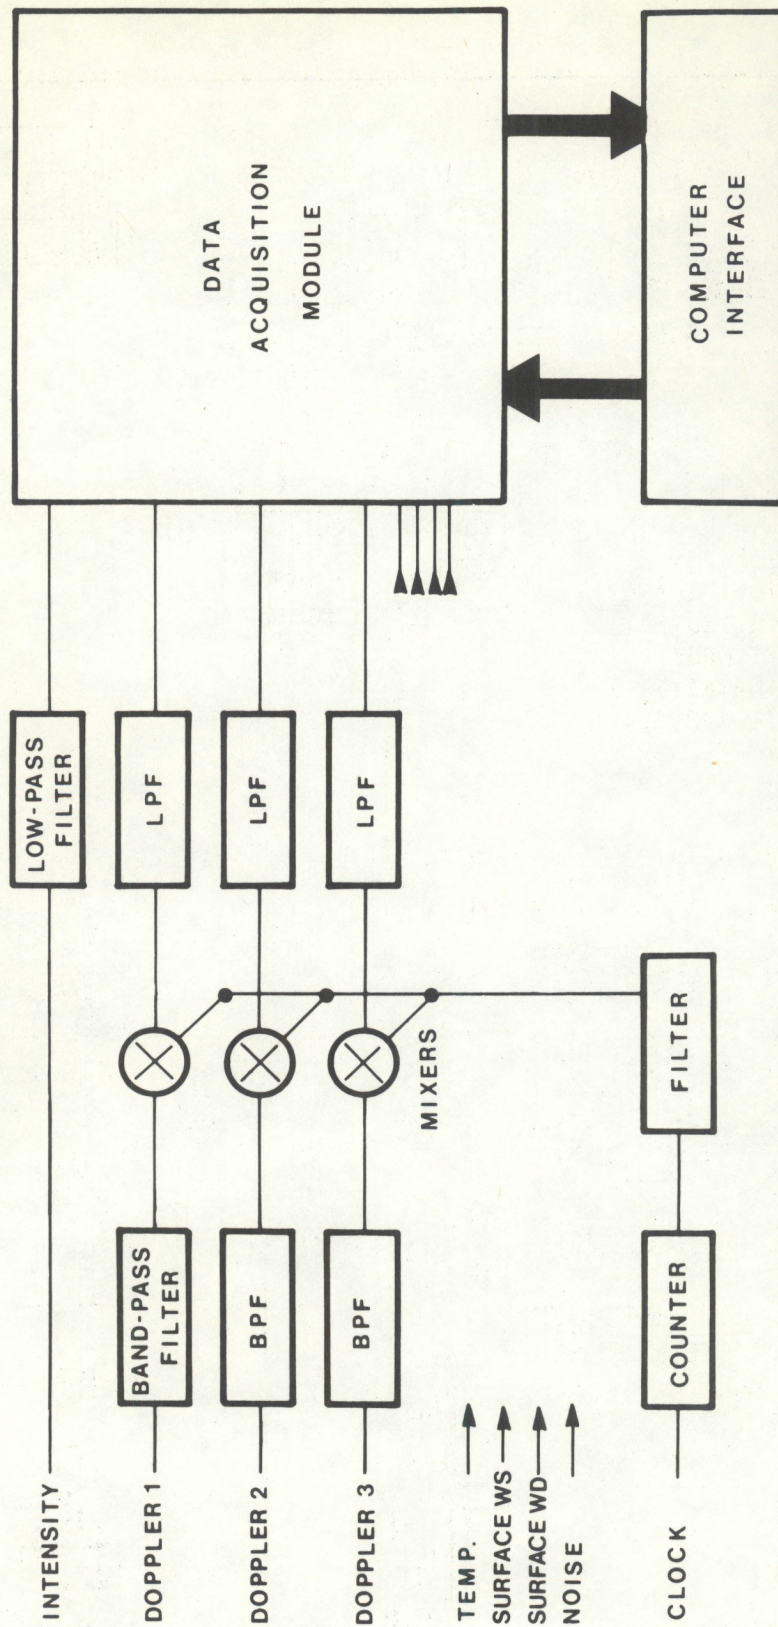 INTENSITY
LOW-PASS
FILTER
DOPPLER 1
BAND-PASS
FILTER
LPF
DOPPLER 2
BPF
LPF
DOPPLER 3
BPF
LPF
MIXERS
DATA
ACQUISITION
MODULE
TEMP.
SURFACE WS
SURFACE WD
NOISE
CLOCK
COUNTER
FILTER
COMPUTER
INTERFACE